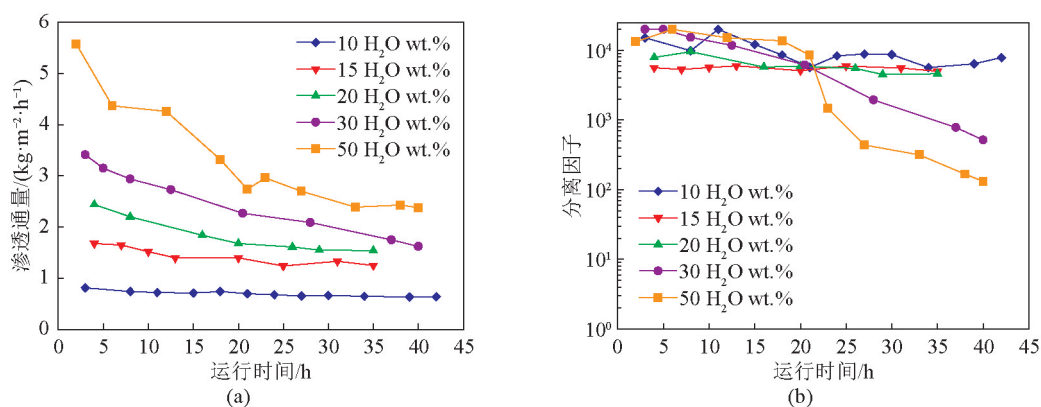 渗透通量/(kg·m⁻²·h⁻¹)
6
5
4
3
2
1
0
10 H₂O wt.%
15 H₂O wt.%
20 H₂O wt.%
30 H₂O wt.%
50 H₂O wt.%
0 5 10 15 20 25 30 35 40 45
运行时间/h
(a)
分离因子
10⁴
10³
10²
10¹
10⁰
10 H₂O wt.%
15 H₂O wt.%
20 H₂O wt.%
30 H₂O wt.%
50 H₂O wt.%
0 5 10 15 20 25 30 35 40 45
运行时间/h
(b)